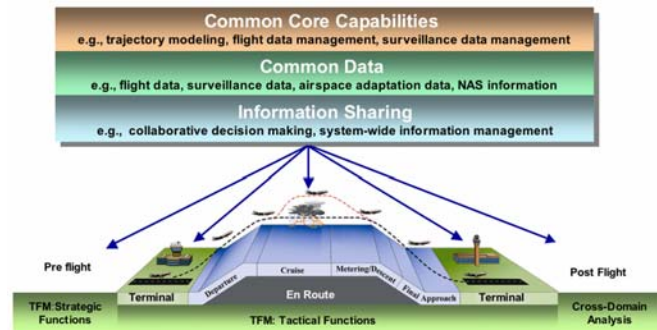 Common Core Capabilities
e.g., trajectory modeling, flight data management, surveillance data management
Common Data
e.g., flight data, surveillance data, airspace adaptation data, NAS information
Information Sharing
e.g., collaborative decision making, system-wide information management
Pre flight
Post Flight
Departure
Cruise
Metering/Descent
Final Approach
Terminal
En Route
Terminal
TFM:Strategic
Functions
TFM: Tactical Functions
Cross-Domain
Analysis